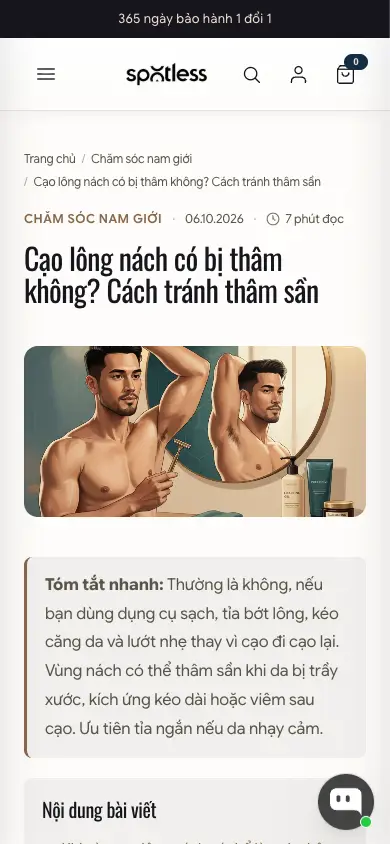 365 ngày bảo hành 1 đổi 1
spotless
0
Trang chủ / Chăm sóc nam giới
/ Cạo lông nách có bị thâm không? Cách tránh thâm sần
CHĂM SÓC NAM GIỚI · 06.10.2026 · 7 phút đọc
Cạo lông nách có bị thâm
không? Cách tránh thâm sần
Tóm tắt nhanh: Thường là không, nếu
bạn dùng dụng cụ sạch, tỉa bớt lông, kéo
căng da và lướt nhẹ thay vì cạo đi cạo lại.
Vùng nách có thể thâm sần khi da bị trầy
xước, kích ứng kéo dài hoặc viêm sau
cạo. Ưu tiên tỉa ngắn nếu da nhạy cảm.
Nội dung bài viết